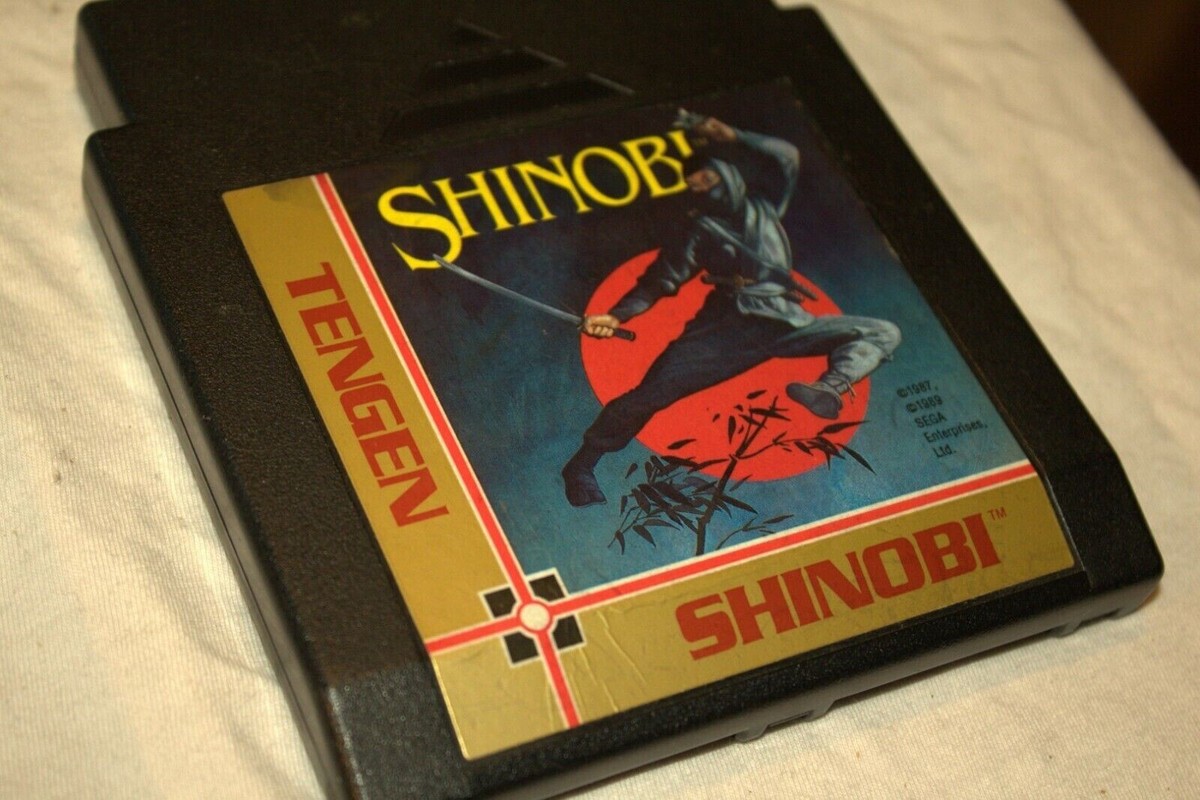 SHINOBI
TENGEN
©1987,
©1989
SEGA
Enterprises,
Ltd.
SHINOBI™